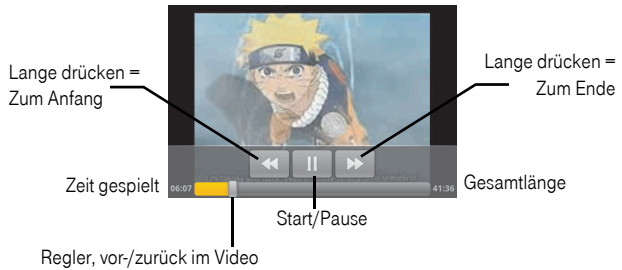 Lange drücken =
Zum Anfang
Lange drücken =
Zum Ende
Zeit gespielt
06:07
41:36
Gesamtlänge
Start/Pause
Regler, vor-/zurück im Video